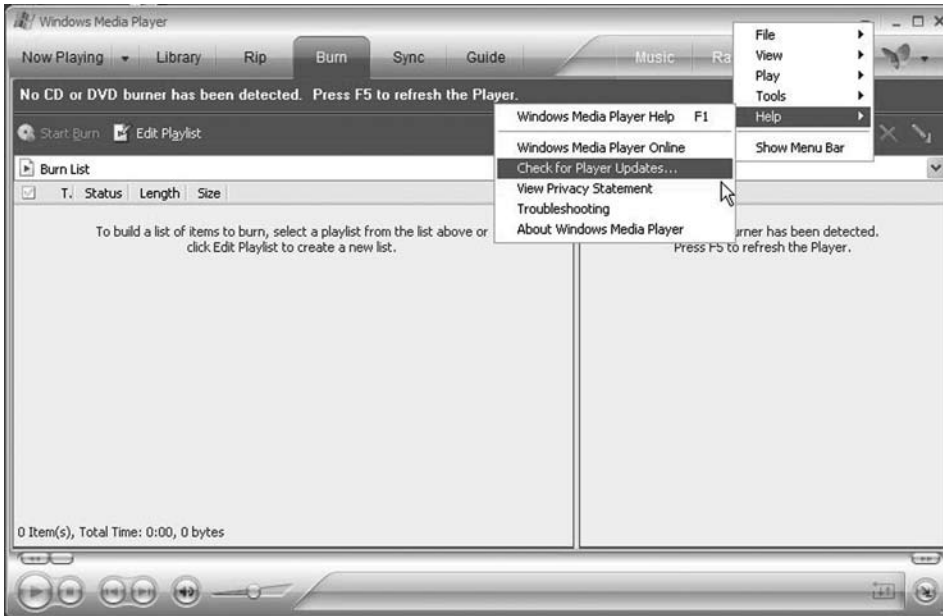 Windows Media Player
Now Playing
Library
Rip
Burn
Sync
Guide
Music
File
View
Play
Tools
Help
Show Menu Bar
No CD or DVD burner has been detected. Press F5 to refresh the Player.
Windows Media Player Help F1
Windows Media Player Online
Check for Player Updates...
View Privacy Statement
Troubleshooting
About Windows Media Player
Start Burn
Edit Playlist
Burn List
T. Status Length Size
To build a list of items to burn, select a playlist from the list above or
click Edit Playlist to create a new list.
has been detected.
Press F5 to refresh the Player.
0 Item(s), Total Time: 0:00, 0 bytes